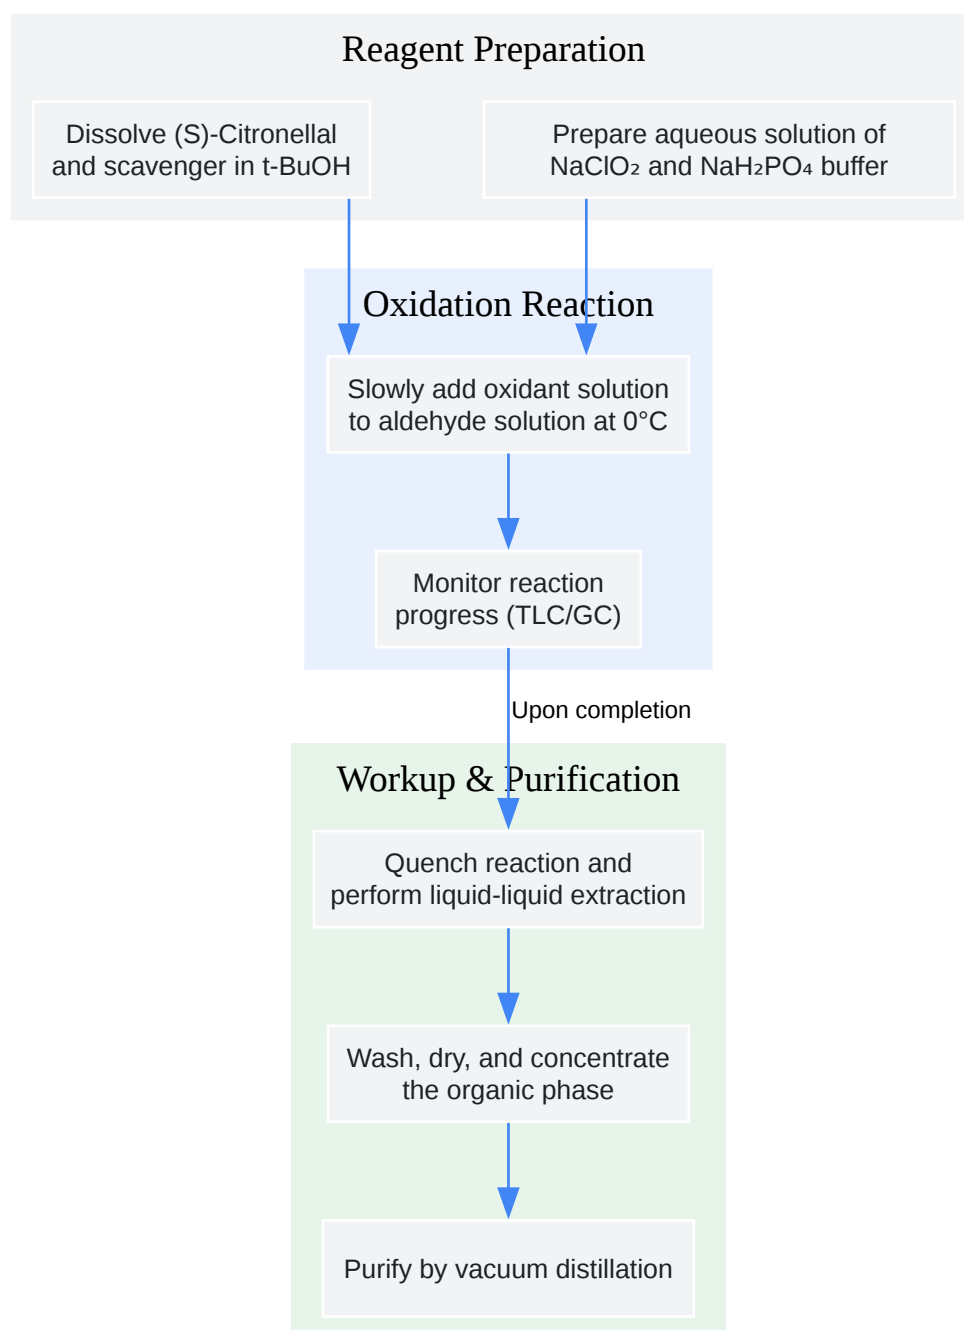 Reagent Preparation
Dissolve (S)-Citronellal
and scavenger in t-BuOH
Prepare aqueous solution of
NaClO₂ and NaH₂PO₄ buffer
Oxidation Reaction
Slowly add oxidant solution
to aldehyde solution at 0°C
Monitor reaction
progress (TLC/GC)
Upon completion
Workup & Purification
Quench reaction and
perform liquid-liquid extraction
Wash, dry, and concentrate
the organic phase
Purify by vacuum distillation